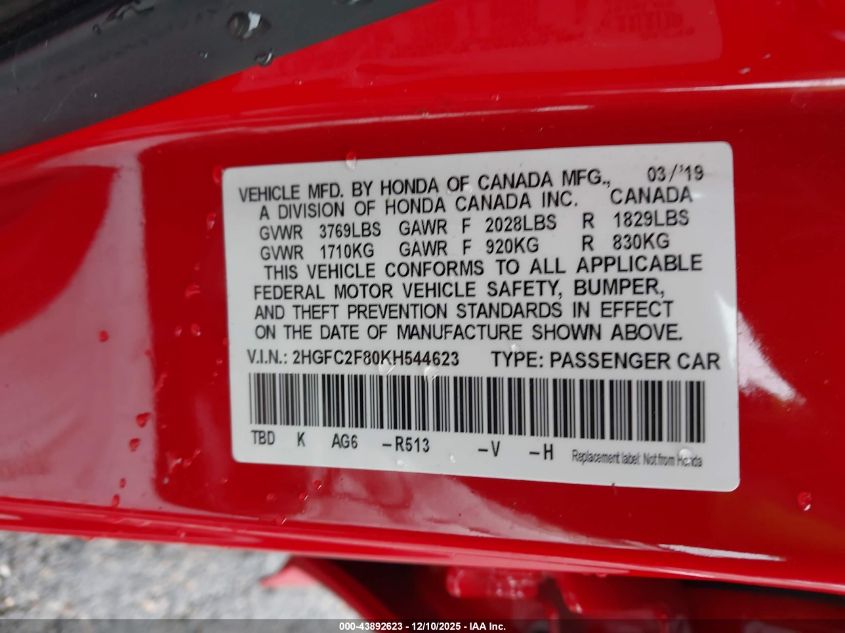 VEHICLE MFD. BY HONDA OF CANADA MFG., 03/'19
A DIVISION OF HONDA CANADA INC. CANADA
GVWR 3769LBS GAWR F 2028LBS R 1829LBS
GVWR 1710KG GAWR F 920KG R 830KG
THIS VEHICLE CONFORMS TO ALL APPLICABLE
FEDERAL MOTOR VEHICLE SAFETY, BUMPER,
AND THEFT PREVENTION STANDARDS IN EFFECT
ON THE DATE OF MANUFACTURE SHOWN ABOVE.
V.I.N.: 2HGFC2F80KH544623 TYPE: PASSENGER CAR
TBD K AG6 -R513 -V -H Replacement label: Not from Honda
000-43892623 - 12/10/2025 - IAA Inc.